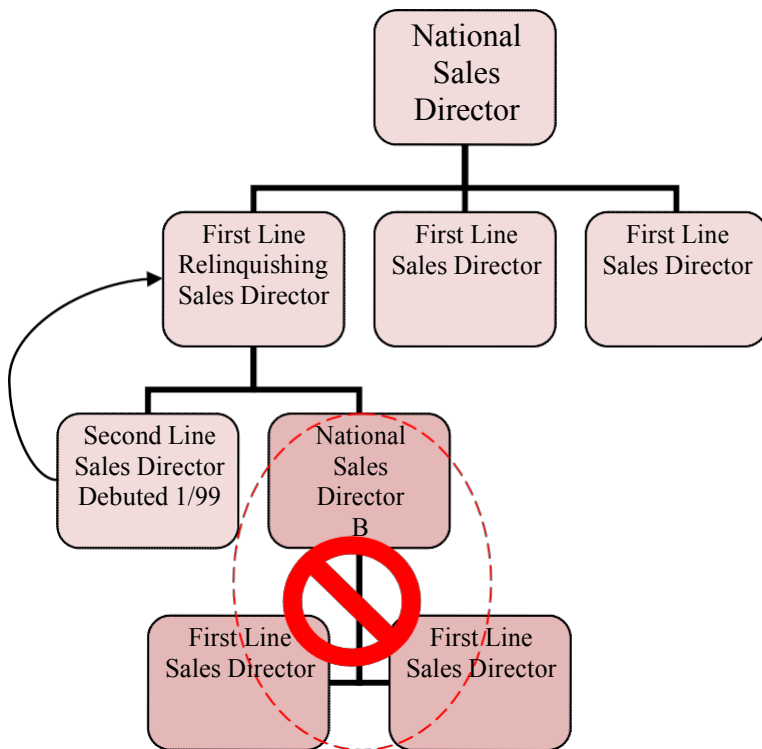 National
Sales
Director
First Line
Relinquishing
Sales Director
First Line
Sales Director
First Line
Sales Director
Second Line
Sales Director
Debuted 1/99
National
Sales
Director
B
First Line
Sales Director
First Line
Sales Director